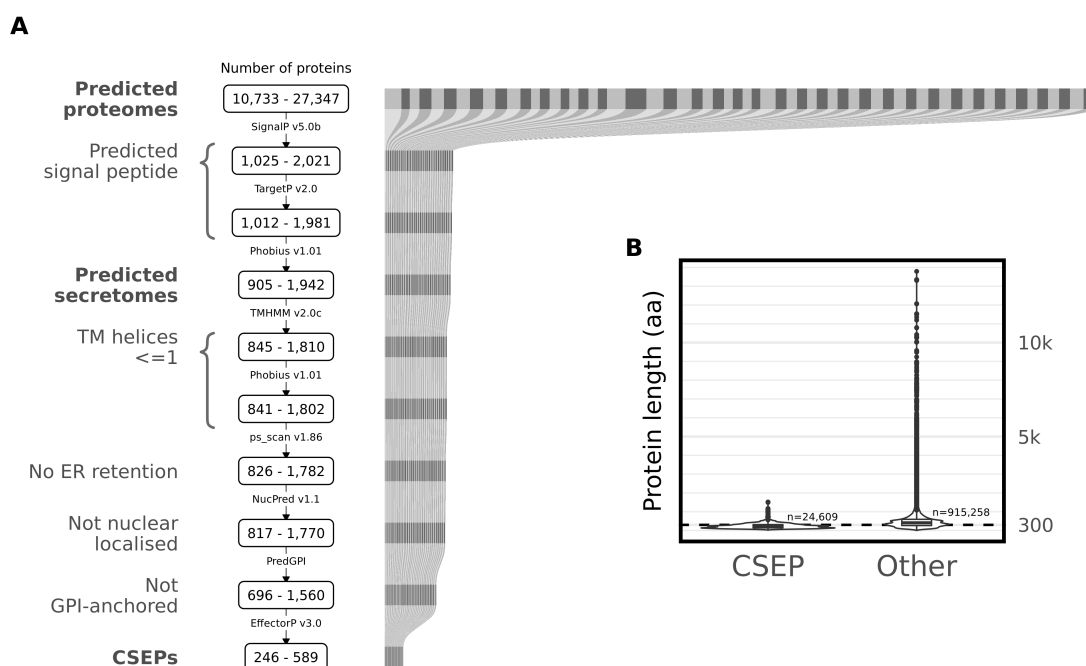 A
Number of proteins
Predicted
proteomes
10,733 - 27,347
SignalP v5.0b
Predicted
signal peptide
1,025 - 2,021
TargetP v2.0
1,012 - 1,981
Phobius v1.01
Predicted
secretomes
905 - 1,942
TMHMM v2.0c
TM helices
<=1
845 - 1,810
Phobius v1.01
841 - 1,802
ps_scan v1.86
No ER retention
826 - 1,782
NucPred v1.1
Not nuclear
localised
817 - 1,770
PredGPI
Not
GPI-anchored
696 - 1,560
EffectorP v3.0
CSEPs
246 - 589
B
Protein length (aa)
10k
5k
300
n=24,609
n=915,258
CSEP
Other